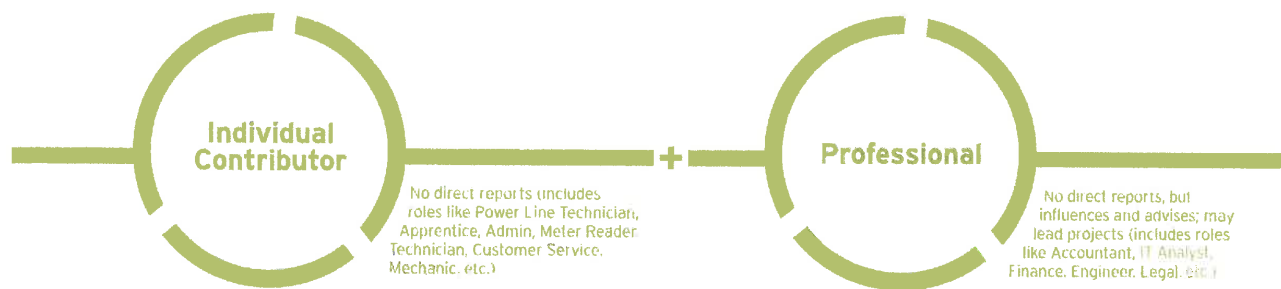 Individual
Contributor
No direct reports (includes
roles like Power Line Technician,
Apprentice, Admin, Meter Reader
Technician, Customer Service,
Mechanic, etc.)
+
Professional
No direct reports, but
influences and advises; may
lead projects (includes roles
like Accountant, IT Analyst,
Finance, Engineer, Legal, etc.)